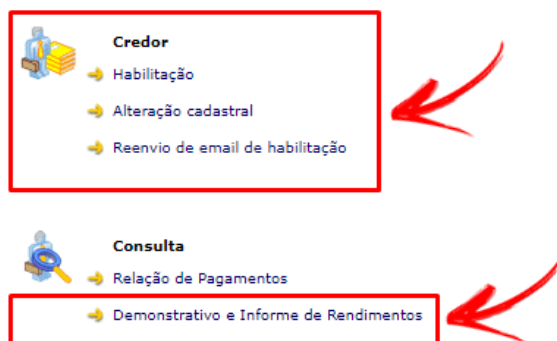 Credor
Habilitação
Alteração cadastral
Reenvio de email de habilitação
Consulta
Relação de Pagamentos
Demonstrativo e Informe de Rendimentos